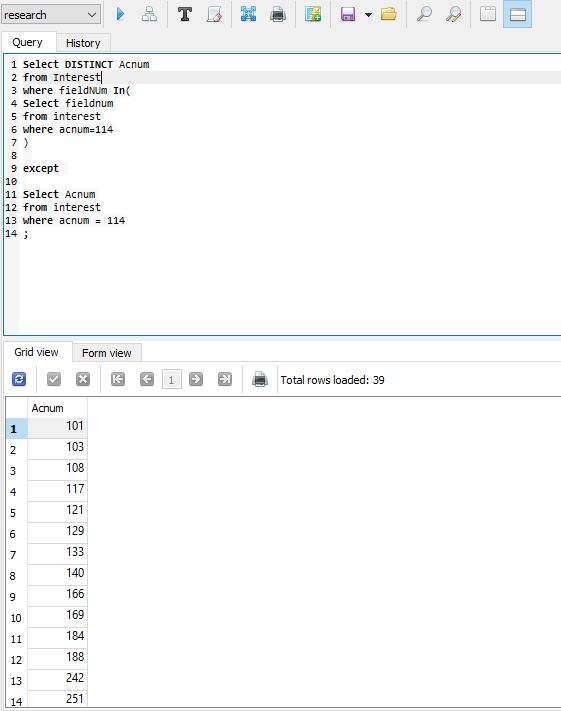 research
Query History
1 Select DISTINCT Acnum
2 from Interest
3 where fieldNUm In(
4 Select fieldnum
5 from interest
6 where acnum=114
7 )
8
9 except
10
11 Select Acnum
12 from interest
13 where acnum = 114
14 ;
Grid view Form view
1 Total rows loaded: 39
Acnum
1 101
2 103
3 108
4 117
5 121
6 129
7 133
8 140
9 166
10 169
11 184
12 188
13 242
14 251